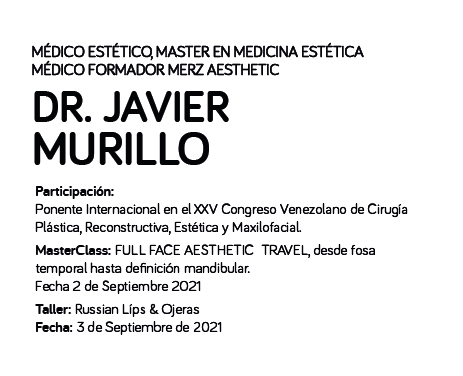 MÉDICO ESTÉTICO, MASTER EN MEDICINA ESTÉTICA
MÉDICO FORMADOR MERZ AESTHETIC
DR. JAVIER
MURILLO
Participación:
Ponente Internacional en el XXV Congreso Venezolano de Cirugía
Plástica, Reconstructiva, Estética y Maxilofacial.
MasterClass: FULL FACE AESTHETIC TRAVEL, desde fosa
temporal hasta definición mandibular.
Fecha 2 de Septiembre 2021
Taller: Russian Líps & Ojeras
Fecha: 3 de Septiembre de 2021